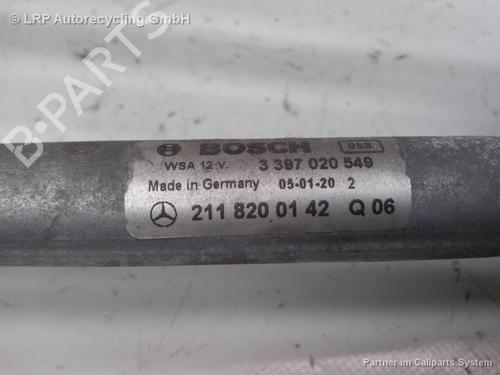 © LRP Autorecycling GmbH
B-PARTS
BOSCH 058
WSA 12 V. 3 397 020 549
Made in Germany 05-01-20 2
211 820 01 42 Q 06
Partner im Callparts System